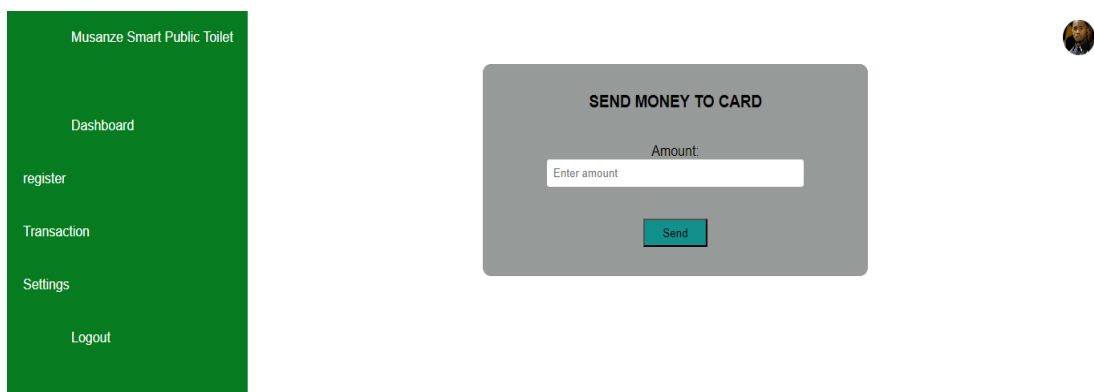 Musanze Smart Public Toilet
Dashboard
register
Transaction
Settings
Logout
SEND MONEY TO CARD
Amount:
Enter amount
Send